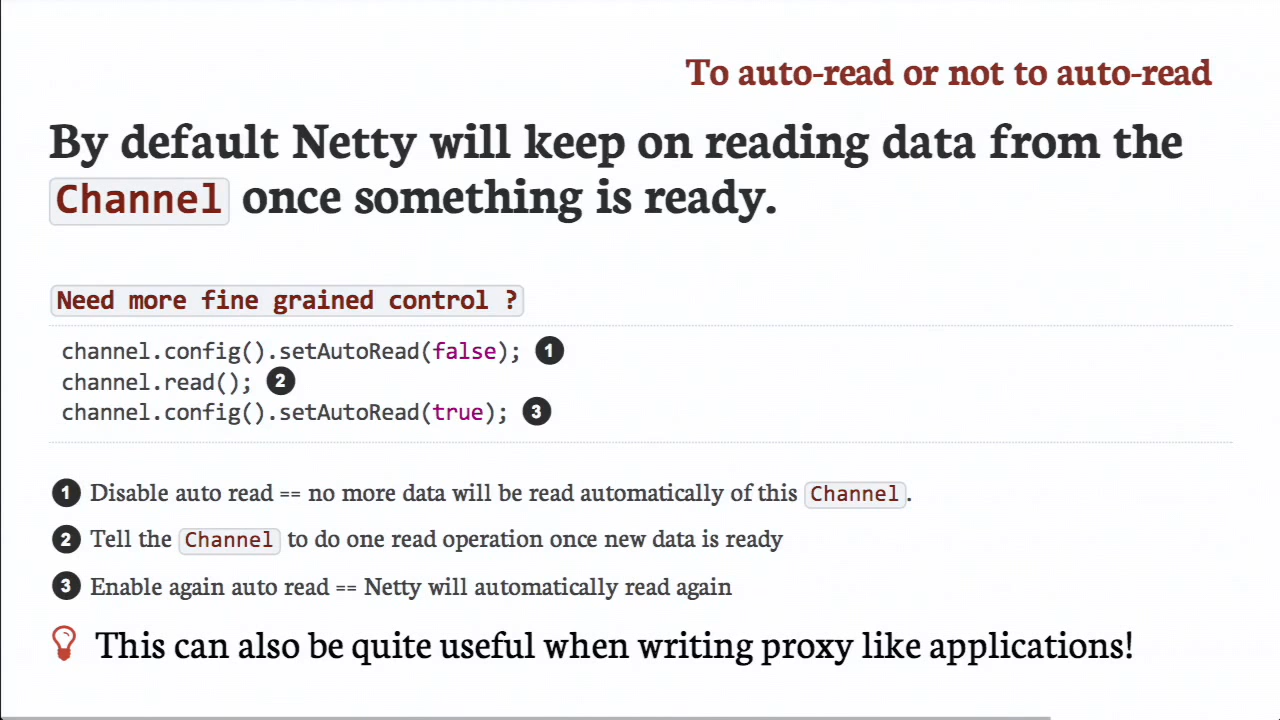 To auto-read or not to auto-read
By default Netty will keep on reading data from the
Channel once something is ready.
Need more fine grained control ?
channel.config().setAutoRead(false); 1
channel.read(); 2
channel.config().setAutoRead(true); 3
1 Disable auto read == no more data will be read automatically of this Channel.
2 Tell the Channel to do one read operation once new data is ready
3 Enable again auto read == Netty will automatically read again
This can also be quite useful when writing proxy like applications!